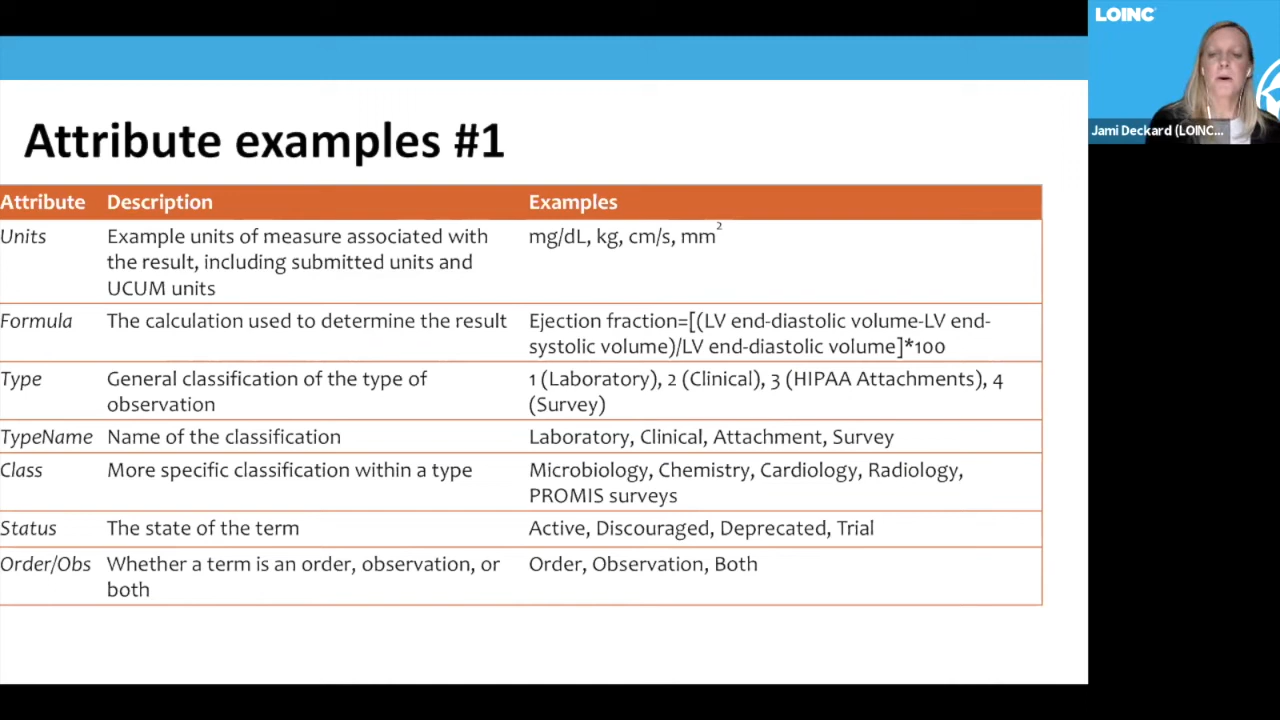 LOINC
Jami Deckard (LOINC...
Attribute examples #1
Attribute Description Examples
Units Example units of measure associated with the result, including submitted units and UCUM units mg/dL, kg, cm/s, mm²
Formula The calculation used to determine the result Ejection fraction=[(LV end-diastolic volume-LV end-systolic volume)/LV end-diastolic volume]*100
Type General classification of the type of observation 1 (Laboratory), 2 (Clinical), 3 (HIPAA Attachments), 4 (Survey)
TypeName Name of the classification Laboratory, Clinical, Attachment, Survey
Class More specific classification within a type Microbiology, Chemistry, Cardiology, Radiology, PROMIS surveys
Status The state of the term Active, Discouraged, Deprecated, Trial
Order/Obs Whether a term is an order, observation, or both Order, Observation, Both